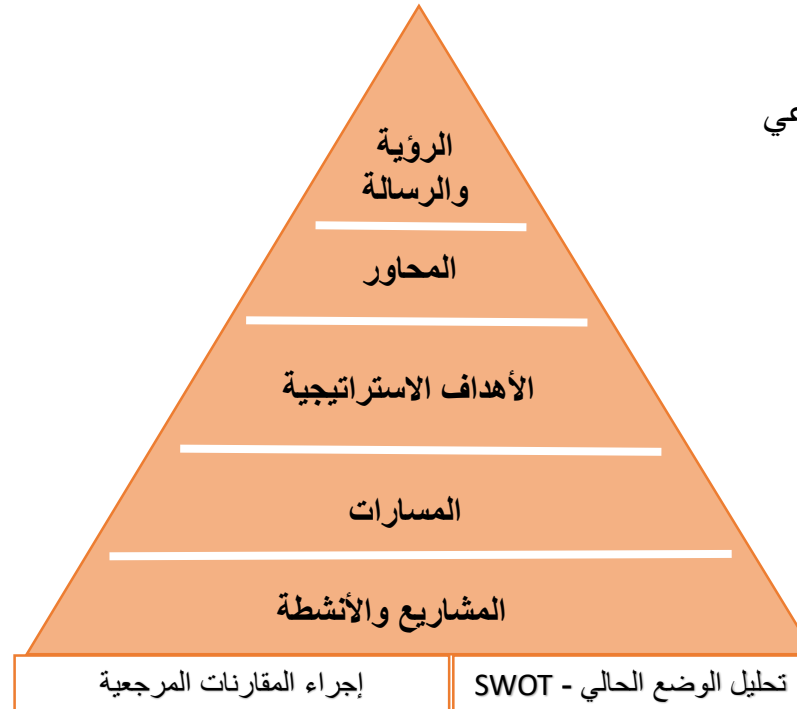 الرؤية
والرسالة
المحاور
الأهداف الاستراتيجية
المسارات
المشاريع والأنشطة
تحليل الوضع الحالي - SWOT
إجراء المقارنات المرجعية